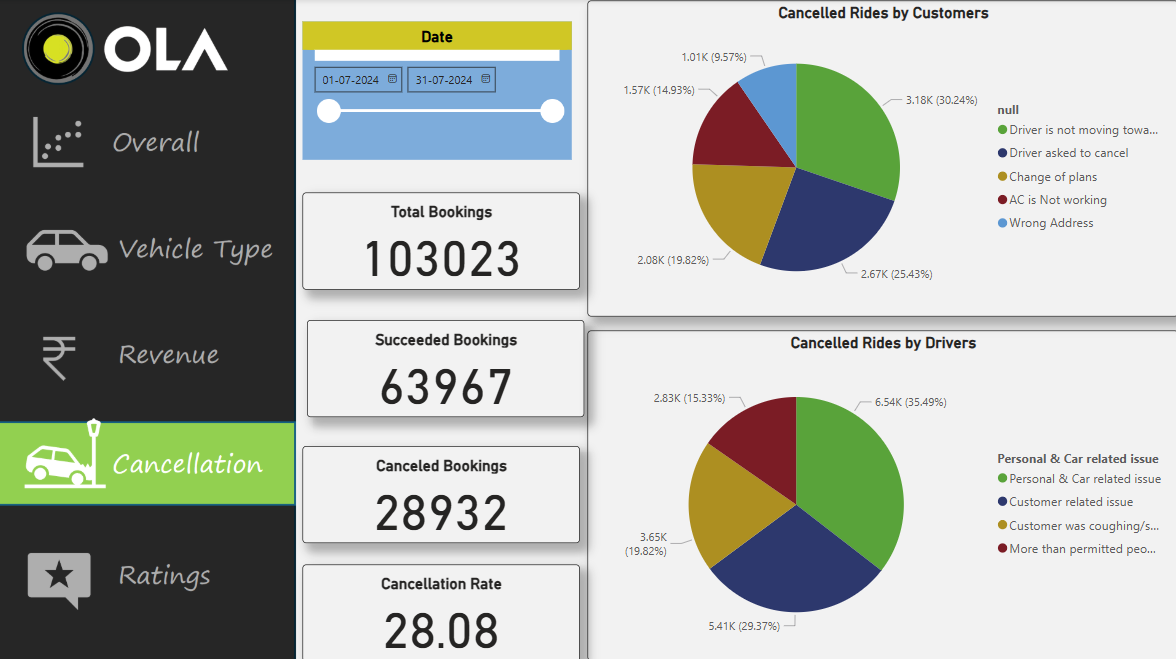 OLA
Overall
Vehicle Type
Revenue
Cancellation
Ratings
Date
01-07-2024
31-07-2024
Total Bookings
103023
Succeeded Bookings
63967
Canceled Bookings
28932
Cancellation Rate
28.08
Cancelled Rides by Customers
1.01K (9.57%)
1.57K (14.93%)
3.18K (30.24%)
2.08K (19.82%)
2.67K (25.43%)
null
Driver is not moving towa...
Driver asked to cancel
Change of plans
AC is Not working
Wrong Address
Cancelled Rides by Drivers
2.83K (15.33%)
6.54K (35.49%)
3.65K
(19.82%)
5.41K (29.37%)
Personal & Car related issue
Personal & Car related issue
Customer related issue
Customer was coughing/s...
More than permitted peo...